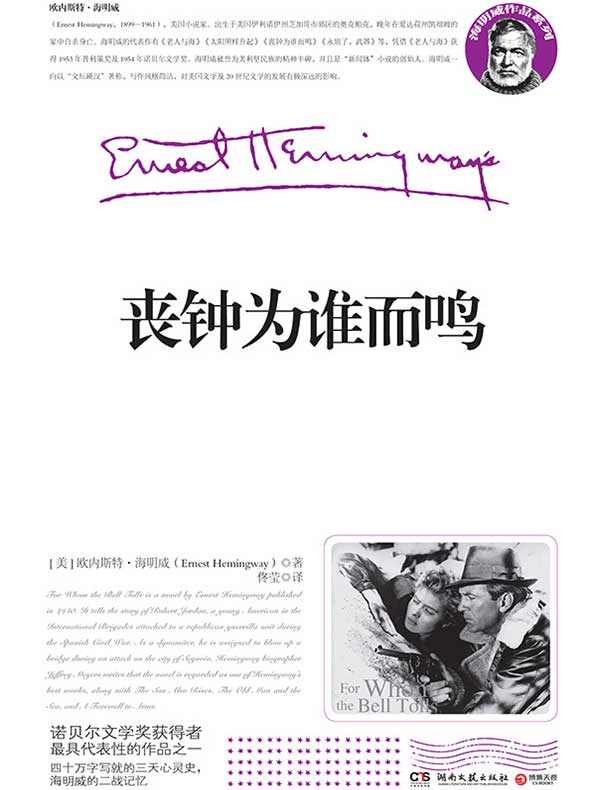 欧内斯特·海明威
（Ernest Hemingway，1899—1961），美国小说家。出生于美国伊利诺伊州芝加哥市郊区的奥克帕克，晚年在爱达荷州凯彻姆的
家中自杀身亡。海明威的代表作有《老人与海》《太阳照样升起》《丧钟为谁而鸣》《永别了，武器》等，凭借《老人与海》获
得1953年普利策奖及1954年诺贝尔文学奖。海明威被誉为美利坚民族的精神丰碑，并且是“新闻体”小说的创始人。海明威一
向以“文坛硬汉”著称，写作风格简洁，对美国文学及20世纪文学的发展有极深远的影响。
海明威作品系列
Ernest Hemingway's
丧钟为谁而鸣
[美]欧内斯特·海明威（Ernest Hemingway）◎著
佟莹◎译
For Whom the Bell Tolls is a novel by Ernest Hemingway published
in 1940. It tells the story of Robert Jordan, a young American in the
International Brigades attached to a republican guerrilla unit during
the Spanish Civil War. As a dynamiter, he is assigned to blow up a
bridge during an attack on the city of Segovia. Hemingway biographer
Jeffrey Meyers writes that the novel is regarded as one of Hemingway's
best works, along with The Sun Also Rises, The Old Man and the
Sea, and A Farewell to Arms.
For Whom
the Bell Tolls
诺贝尔文学奖获得者
最具代表性的作品之一
四十万字写就的三天心灵史，
海明威的二战记忆
湖南文艺出版社
博集天卷
CS-BOOKY